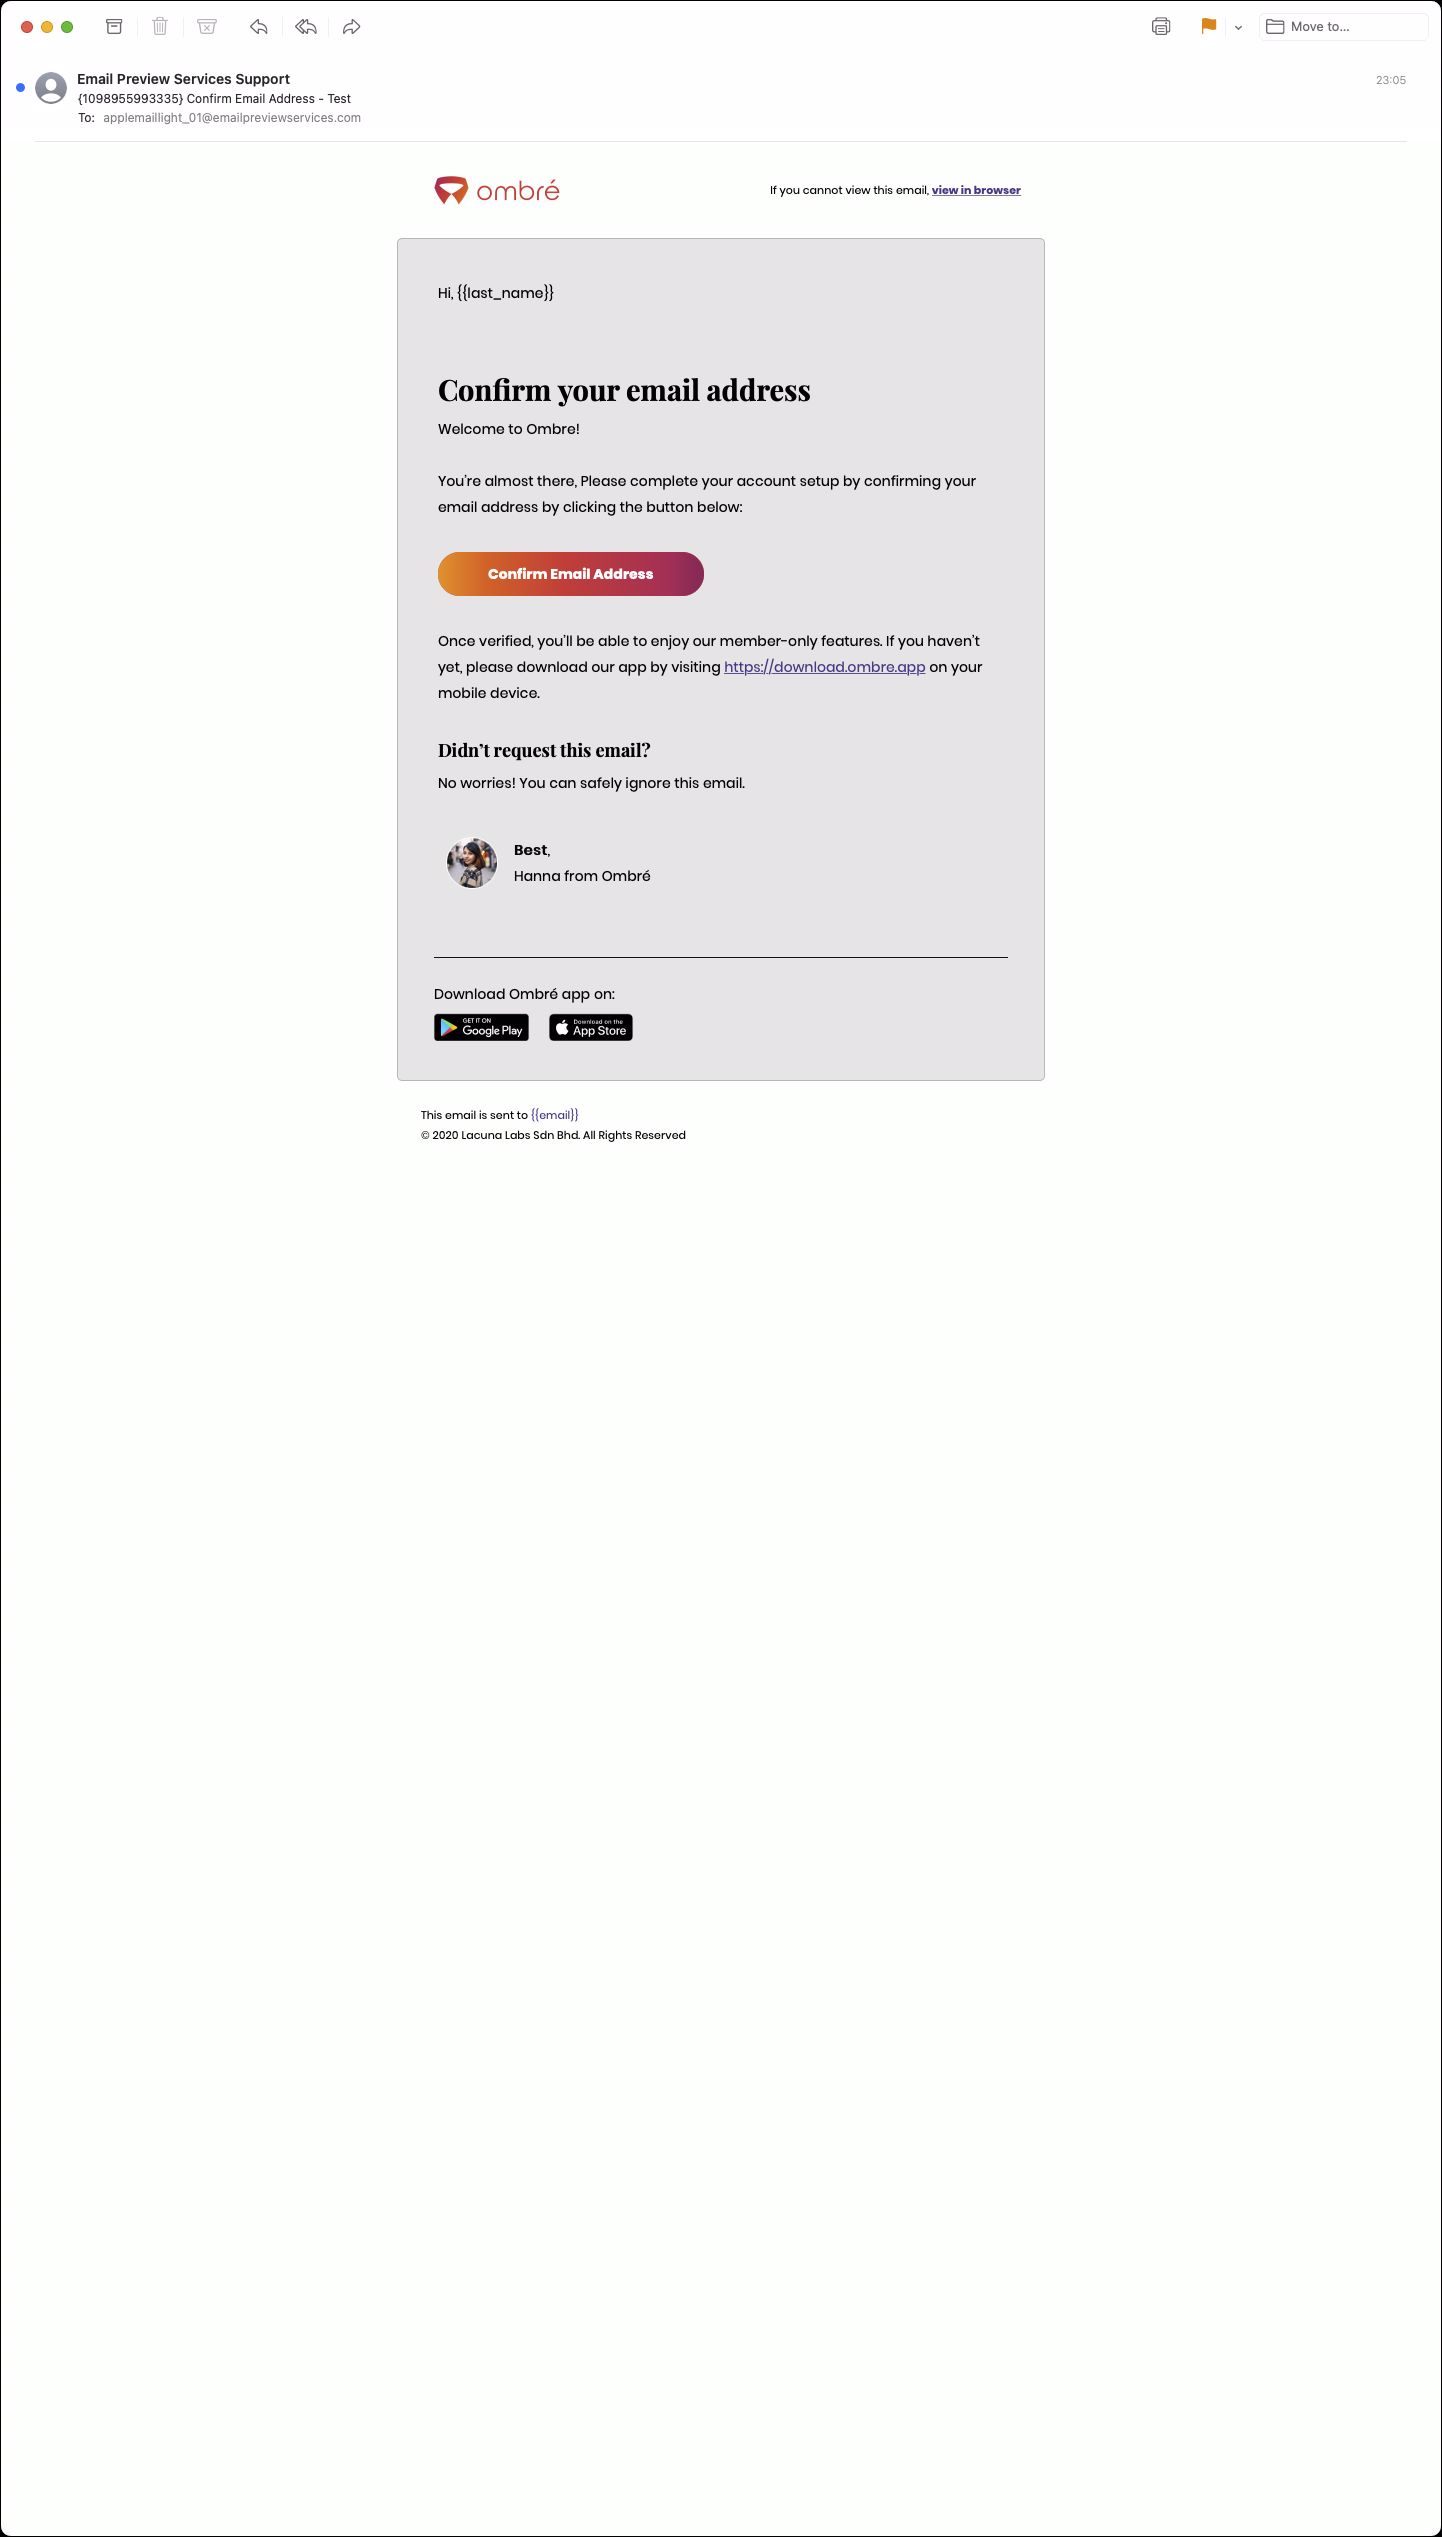 Move to...
Email Preview Services Support
23:05
{1098955993335} Confirm Email Address - Test
To: applemaillight_01@emailpreviewservices.com
ombré
If you cannot view this email, view in browser
Hi, {{last_name}}
Confirm your email address
Welcome to Ombre!
You're almost there, Please complete your account setup by confirming your
email address by clicking the button below:
Confirm Email Address
Once verified, you'll be able to enjoy our member-only features. If you haven't
yet, please download our app by visiting https://download.ombre.app on your
mobile device.
Didn't request this email?
No worries! You can safely ignore this email.
Best,
Hanna from Ombré
Download Ombré app on:
GET IT ON
Google Play
Download on the
App Store
This email is sent to {{email}}
© 2020 Lacuna Labs Sdn Bhd. All Rights Reserved